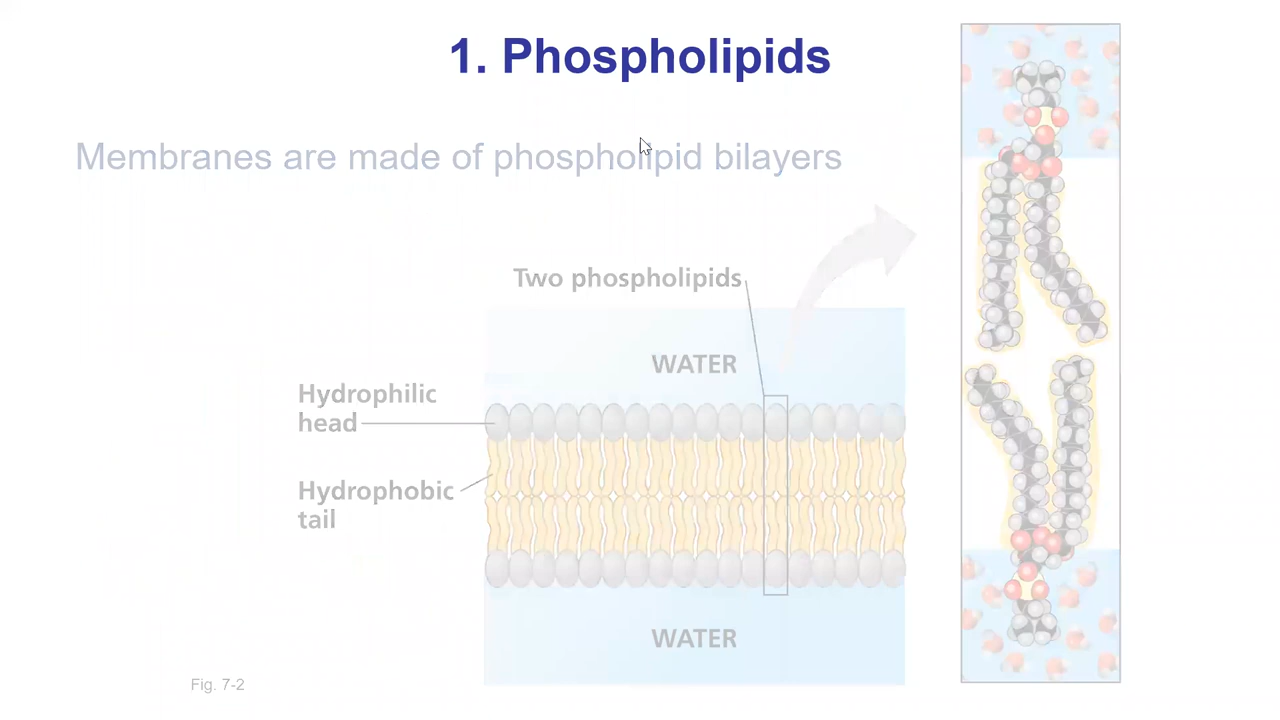 1. Phospholipids
Membranes are made of phospholipid bilayers
Two phospholipids
WATER
Hydrophilic
head
Hydrophobic
tail
WATER
Fig. 7-2